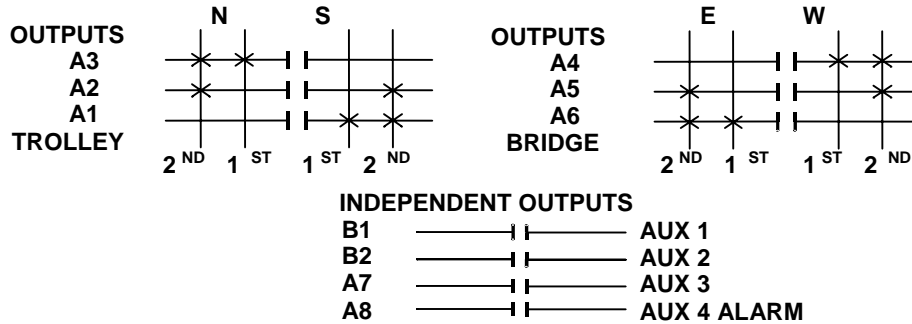 N S
OUTPUTS
A3
A2
A1
TROLLEY
2 ND 1 ST 1 ST 2 ND
E W
OUTPUTS
A4
A5
A6
BRIDGE
2 ND 1 ST 1 ST 2 ND
INDEPENDENT OUTPUTS
B1 AUX 1
B2 AUX 2
A7 AUX 3
A8 AUX 4 ALARM